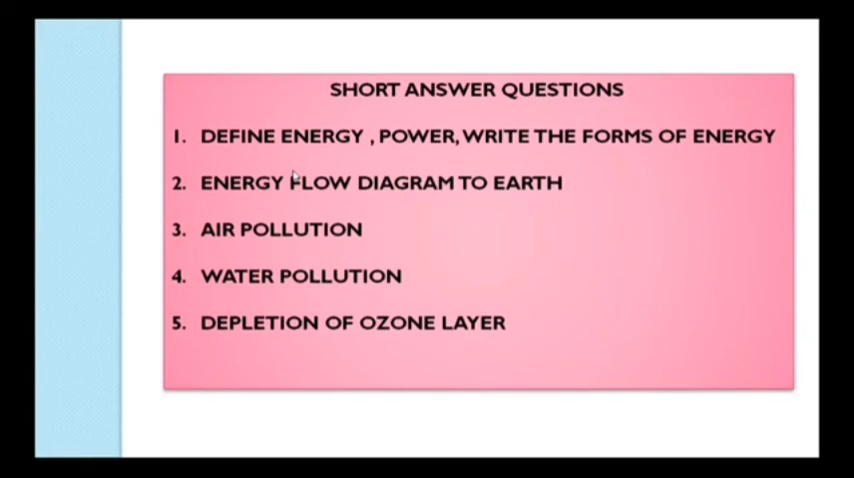 SHORT ANSWER QUESTIONS
1. DEFINE ENERGY , POWER, WRITE THE FORMS OF ENERGY
2. ENERGY FLOW DIAGRAM TO EARTH
3. AIR POLLUTION
4. WATER POLLUTION
5. DEPLETION OF OZONE LAYER